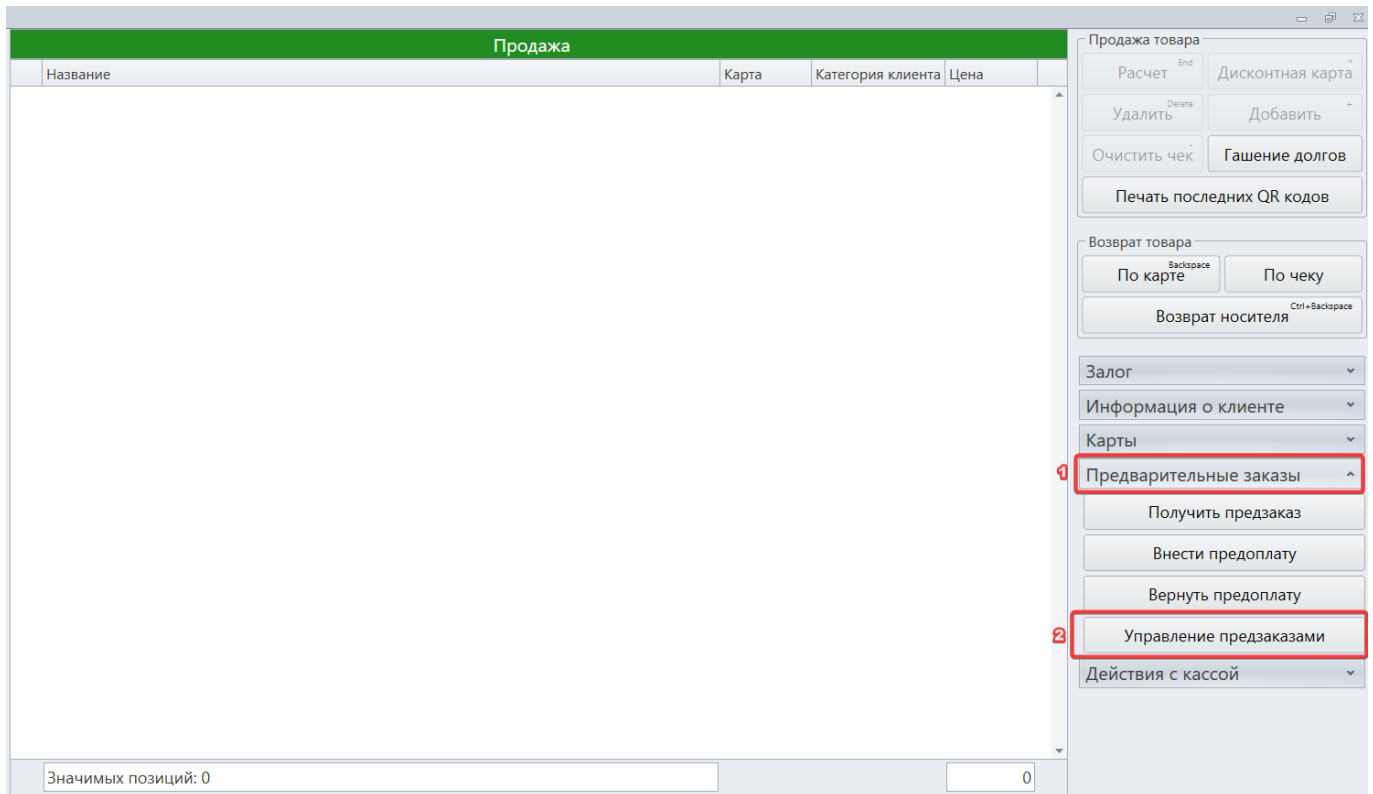 Продажа
Название Карта Категория клиента Цена
Значимых позиций: 0 0
Продажа товара
Расчет End Дисконтная карта *
Удалить Delete Добавить +
Очистить чек - Гашение долгов
Печать последних QR кодов
Возврат товара
По карте Backspace По чеку
Возврат носителя Ctrl+Backspace
Залог
Информация о клиенте
Карты
1 Предварительные заказы
Получить предзаказ
Внести предоплату
Вернуть предоплату
2 Управление предзаказами
Действия с кассой